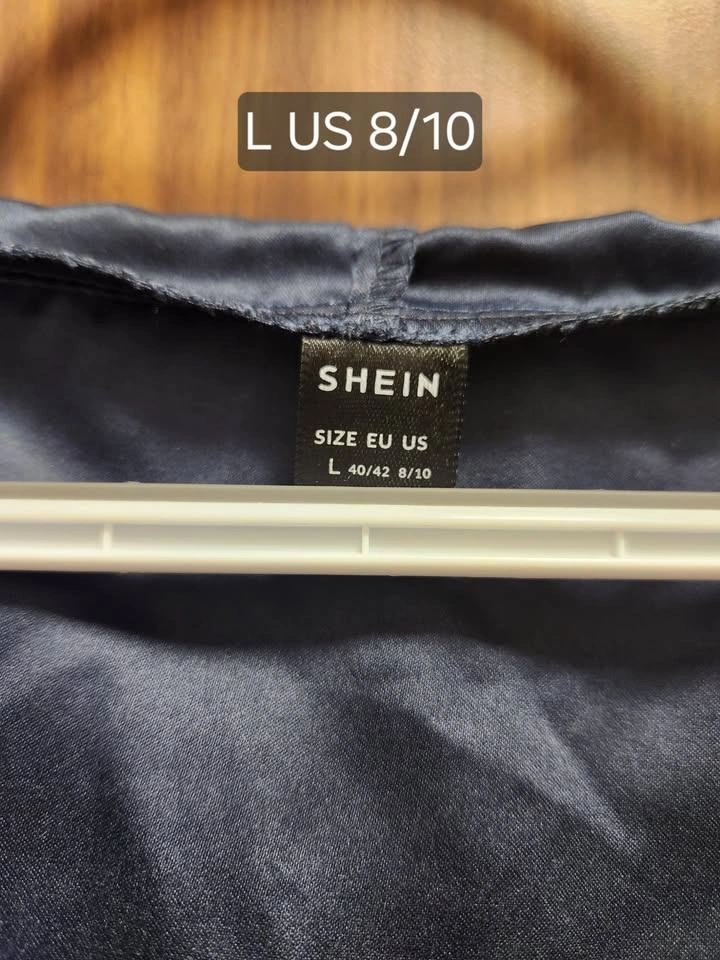 L US 8/10
SHEIN
SIZE EU US
L 40/42 8/10